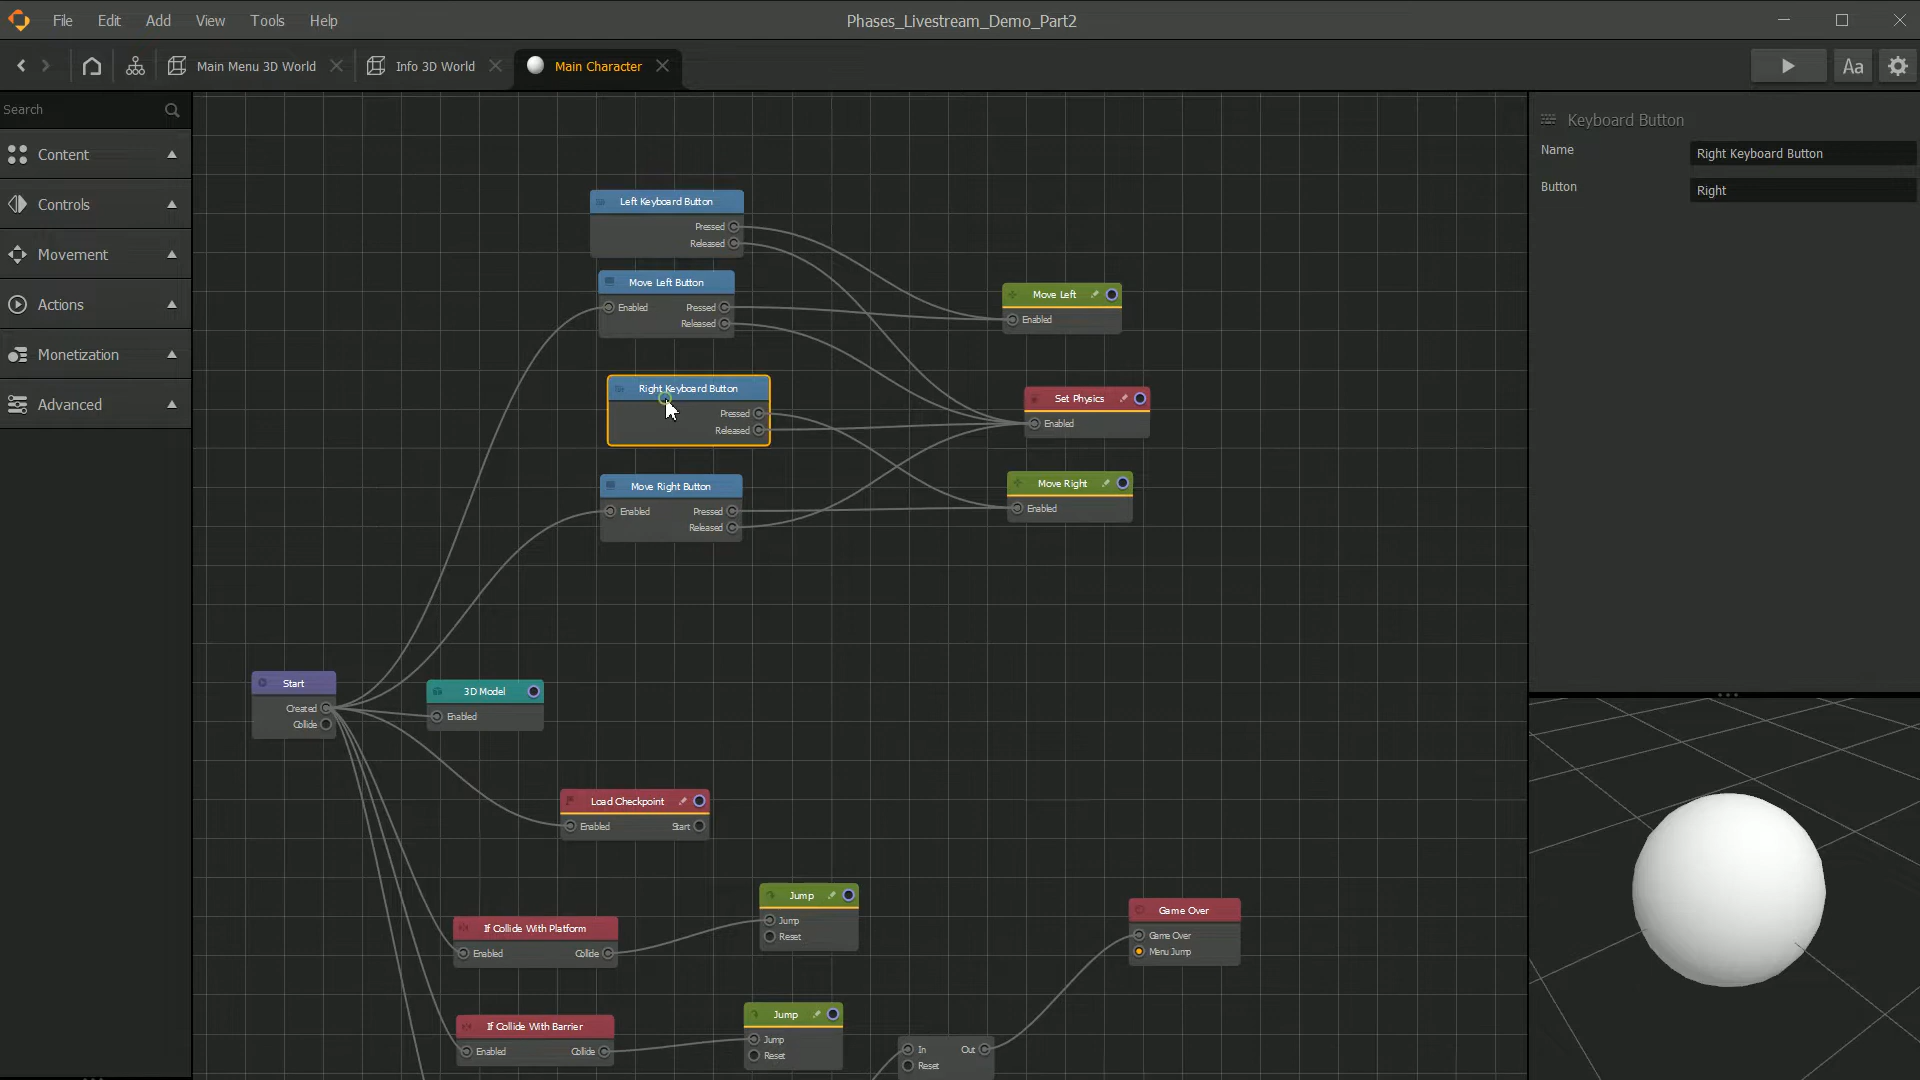 File Edit Add View Tools Help
Phases_Livestream_Demo_Part2
Main Menu 3D World
Info 3D World
Main Character
Aa
Search
Content
Controls
Movement
Actions
Monetization
Advanced
Left Keyboard Button
Pressed
Released
Move Left Button
Enabled Pressed
Released
Move Left
Enabled
Right Keyboard Button
Pressed
Released
Set Physics
Enabled
Move Right Button
Enabled Pressed
Released
Move Right
Enabled
Start
Created
Collide
3D Model
Enabled
Load Checkpoint
Enabled Start
Jump
Jump
Reset
If Collide With Platform
Enabled Collide
Game Over
Game Over
Menu Jump
If Collide With Barrier
Enabled Collide
Jump
Jump
Reset
In Out
Reset
Keyboard Button
Name Right Keyboard Button
Button Right